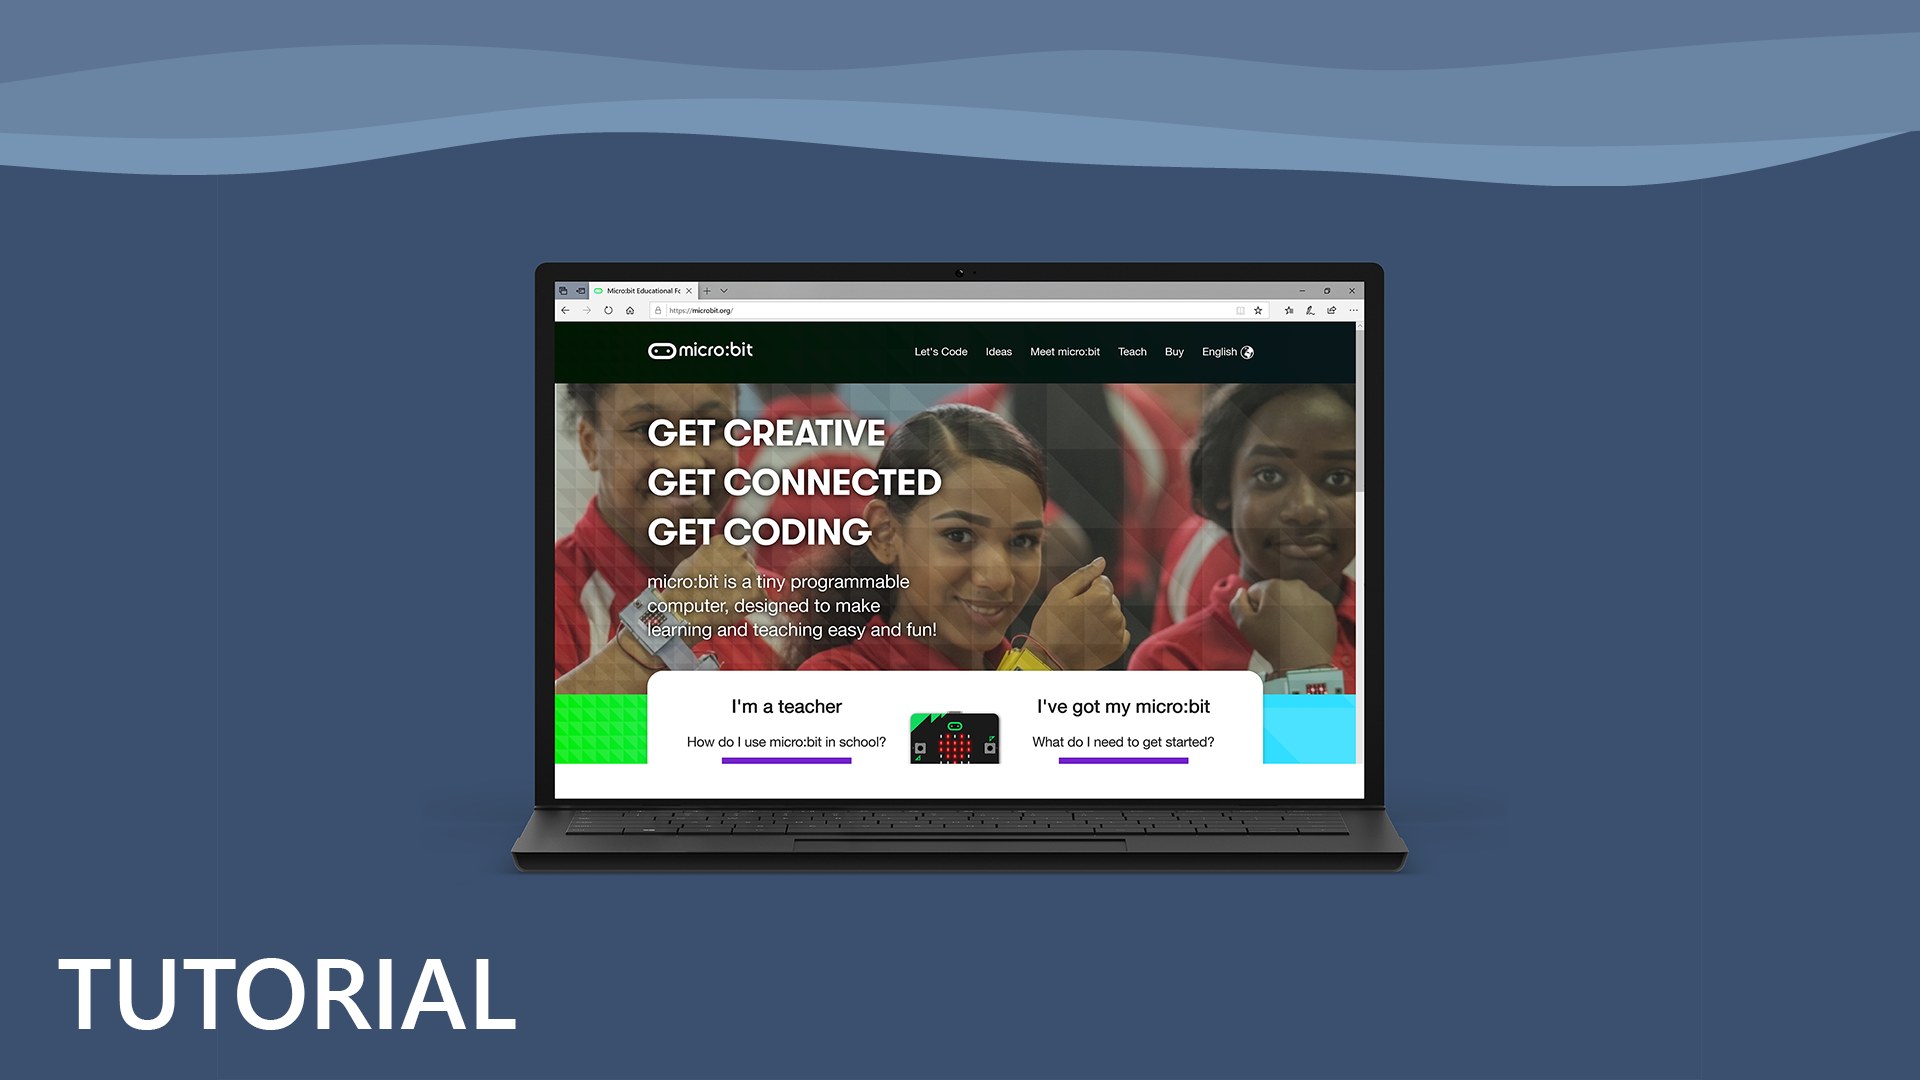 Micro:bit Educational Fo
https://microbit.org/
micro:bit
Let's Code Ideas Meet micro:bit Teach Buy English
GET CREATIVE
GET CONNECTED
GET CODING
micro:bit is a tiny programmable
computer, designed to make
learning and teaching easy and fun!
I'm a teacher
How do I use micro:bit in school?
I've got my micro:bit
What do I need to get started?
TUTORIAL